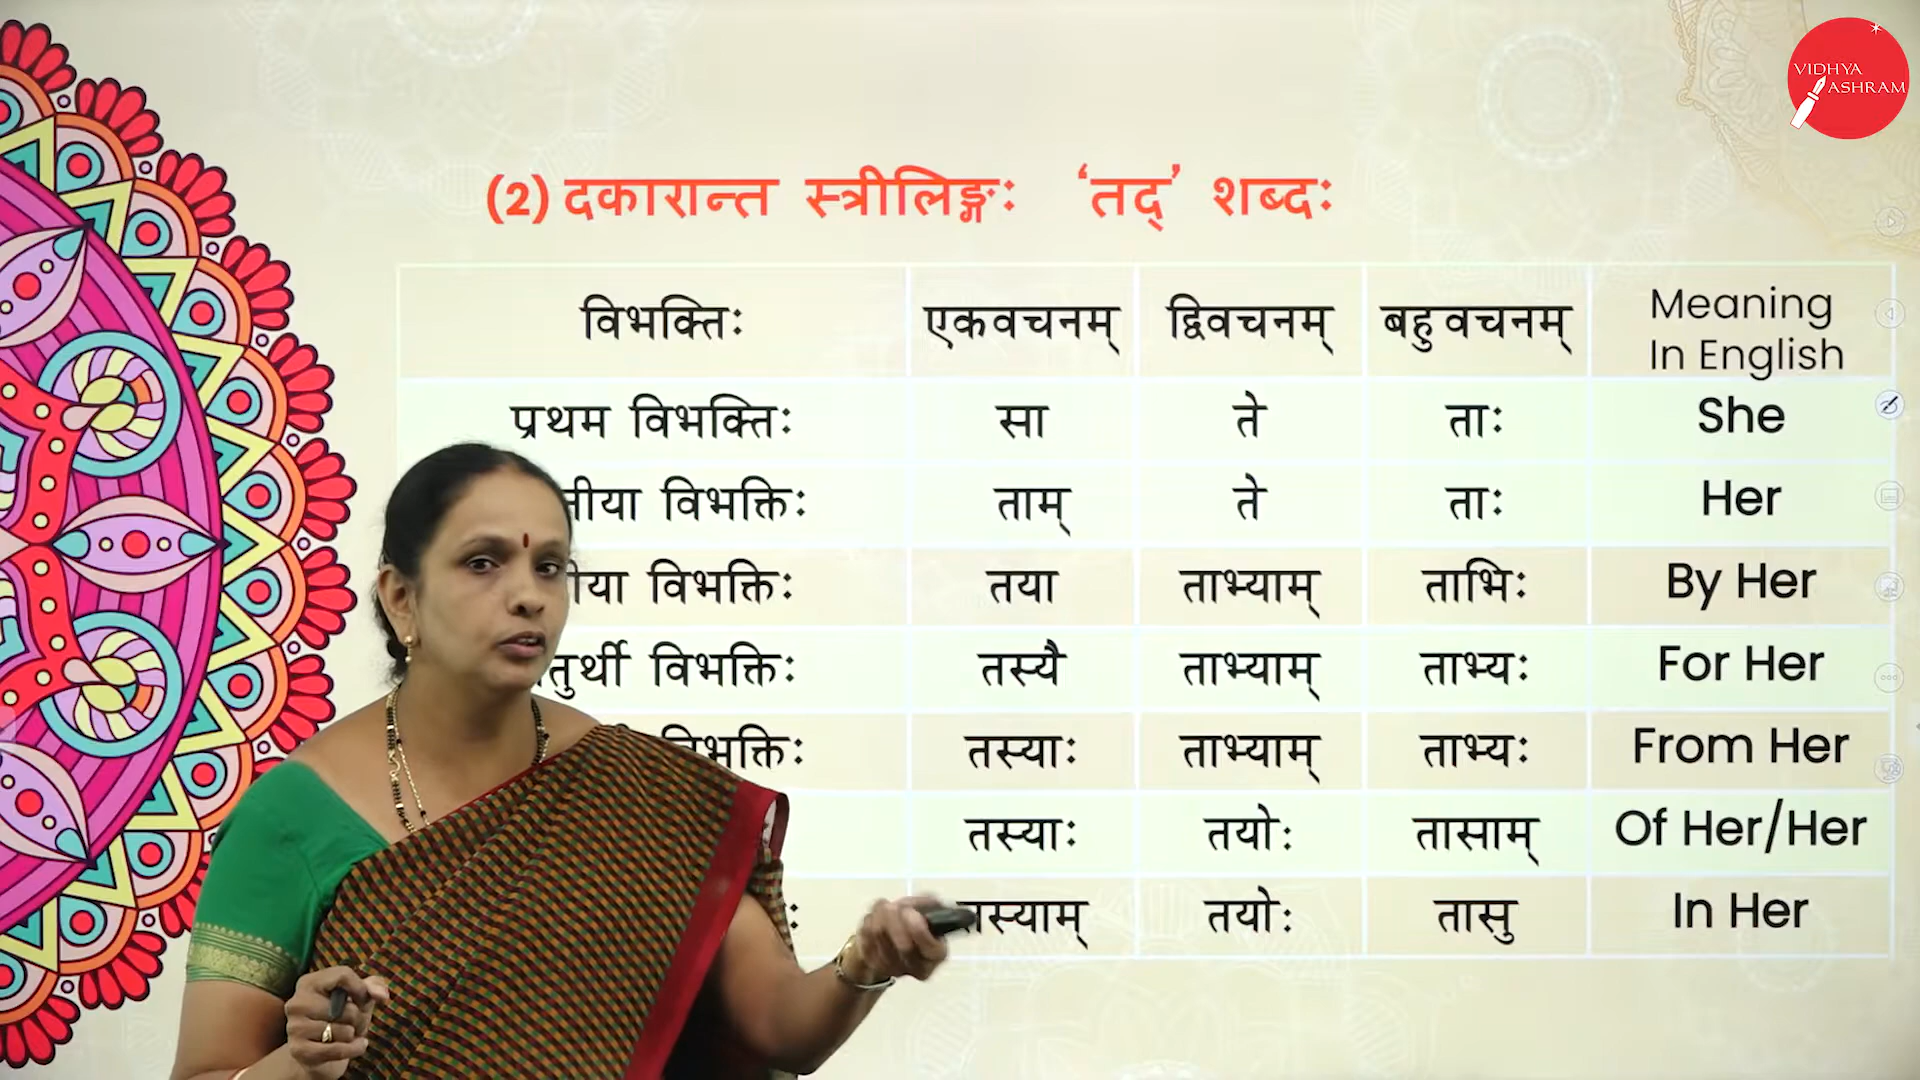 VIDHYA
ASHRAM
(2) दकारान्त स्त्रीलिङ्गः ‘तद्’ शब्दः
विभक्तिः एकवचनम् द्विवचनम् बहुवचनम् Meaning In English
प्रथम विभक्तिः सा ते ताः She
विभक्तिः ताम् ते ताः Her
विभक्तिः तया ताभ्याम् ताभिः By Her
विभक्तिः तस्यै ताभ्याम् ताभ्यः For Her
तस्याः ताभ्याम् ताभ्यः From Her
तस्याः तयोः तासाम् Of Her/Her
तयोः तासु In Her